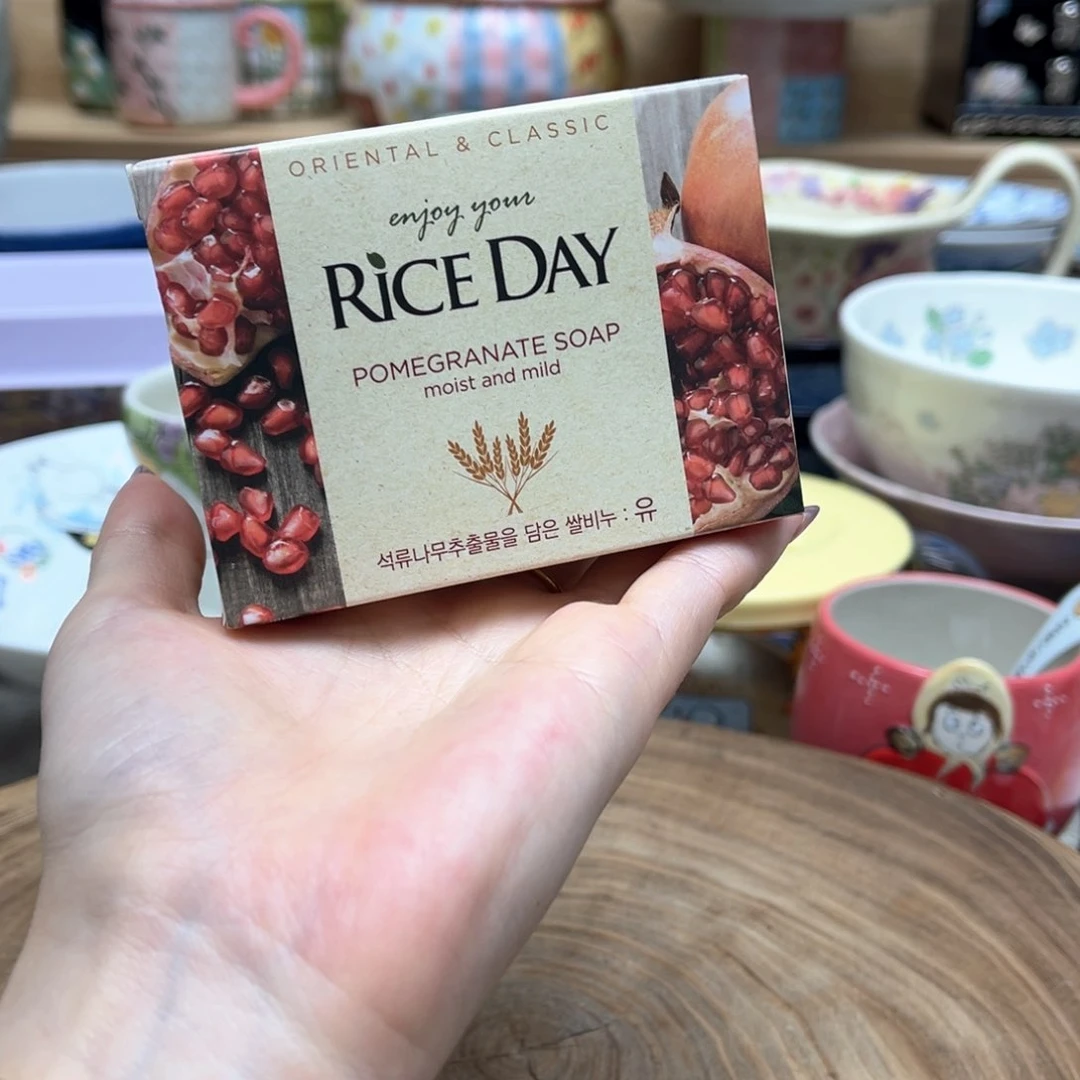 ORIENTAL & CLASSIC
enjoy your
RiCE DAY
POMEGRANATE SOAP
moist and mild
석류나무추출물을 담은 쌀비누 : 유